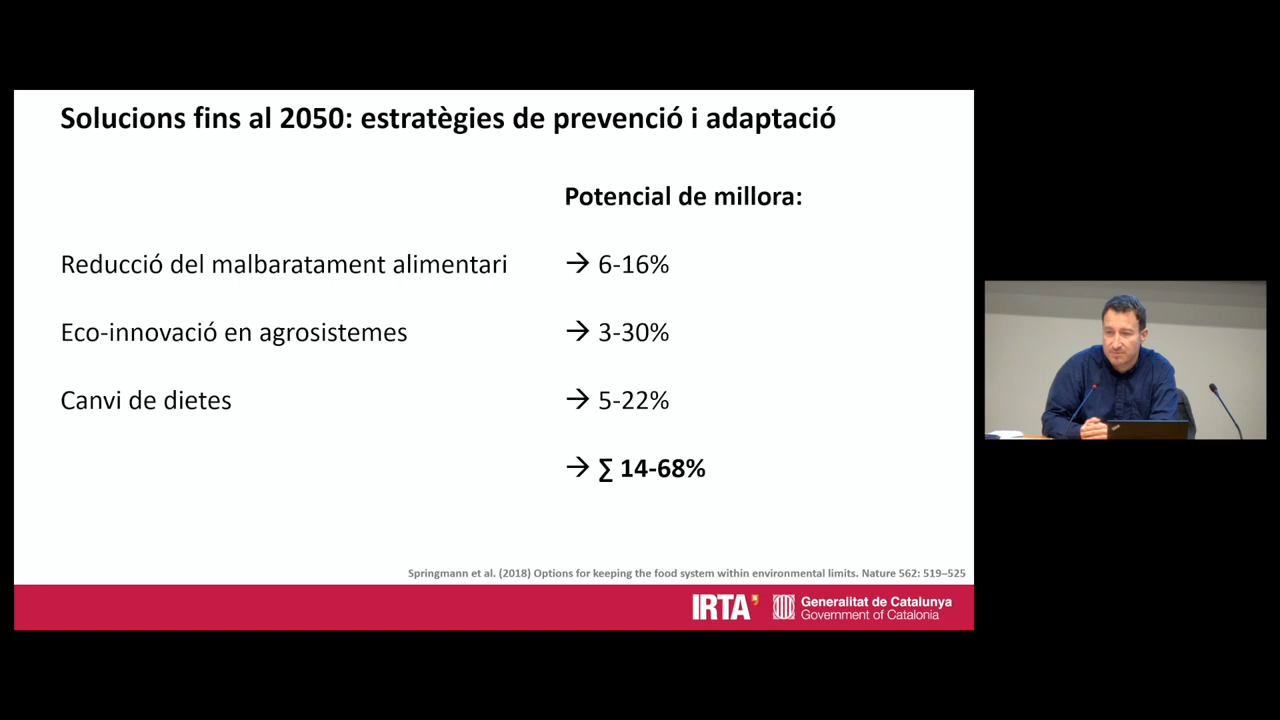 Solucions fins al 2050: estratègies de prevenció i adaptació
Potencial de millora:
Reducció del malbaratament alimentari → 6-16%
Eco-innovació en agrosistemes → 3-30%
Canvi de dietes → 5-22%
→ ∑ 14-68%
Springmann et al. (2018) Options for keeping the food system within environmental limits. Nature 562: 519–525
IRTA
Generalitat de Catalunya
Government of Catalonia